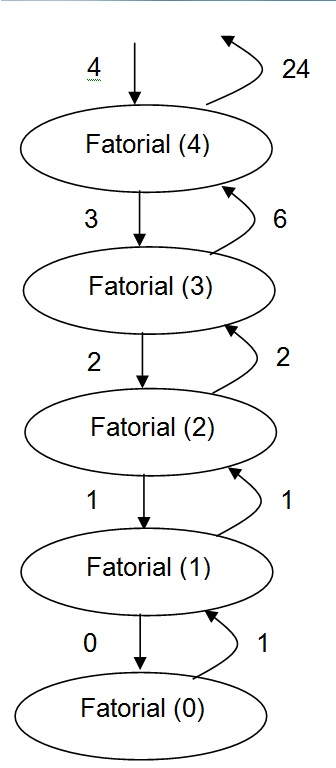 4
24
Fatorial (4)
3
6
Fatorial (3)
2
2
Fatorial (2)
1
1
Fatorial (1)
0
1
Fatorial (0)